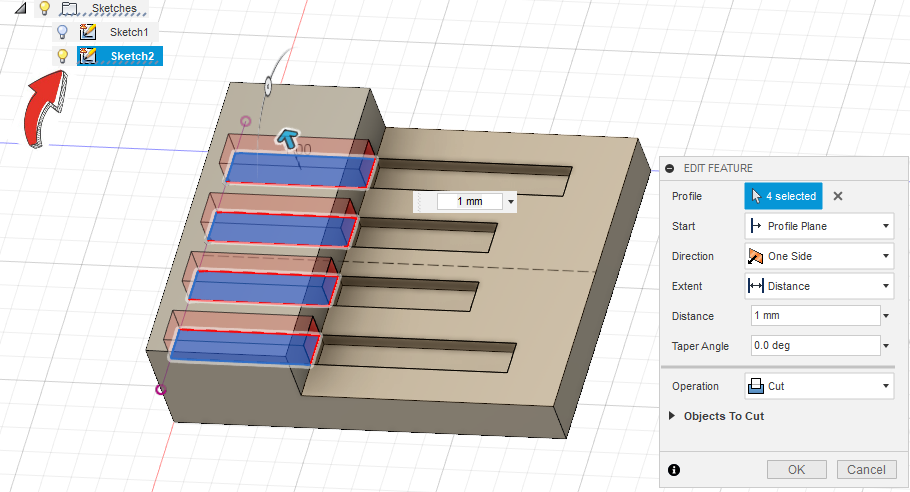 Sketches
Sketch1
Sketch2
1 mm
EDIT FEATURE
Profile 4 selected
Start Profile Plane
Direction One Side
Extent Distance
Distance 1 mm
Taper Angle 0.0 deg
Operation Cut
Objects To Cut
OK Cancel